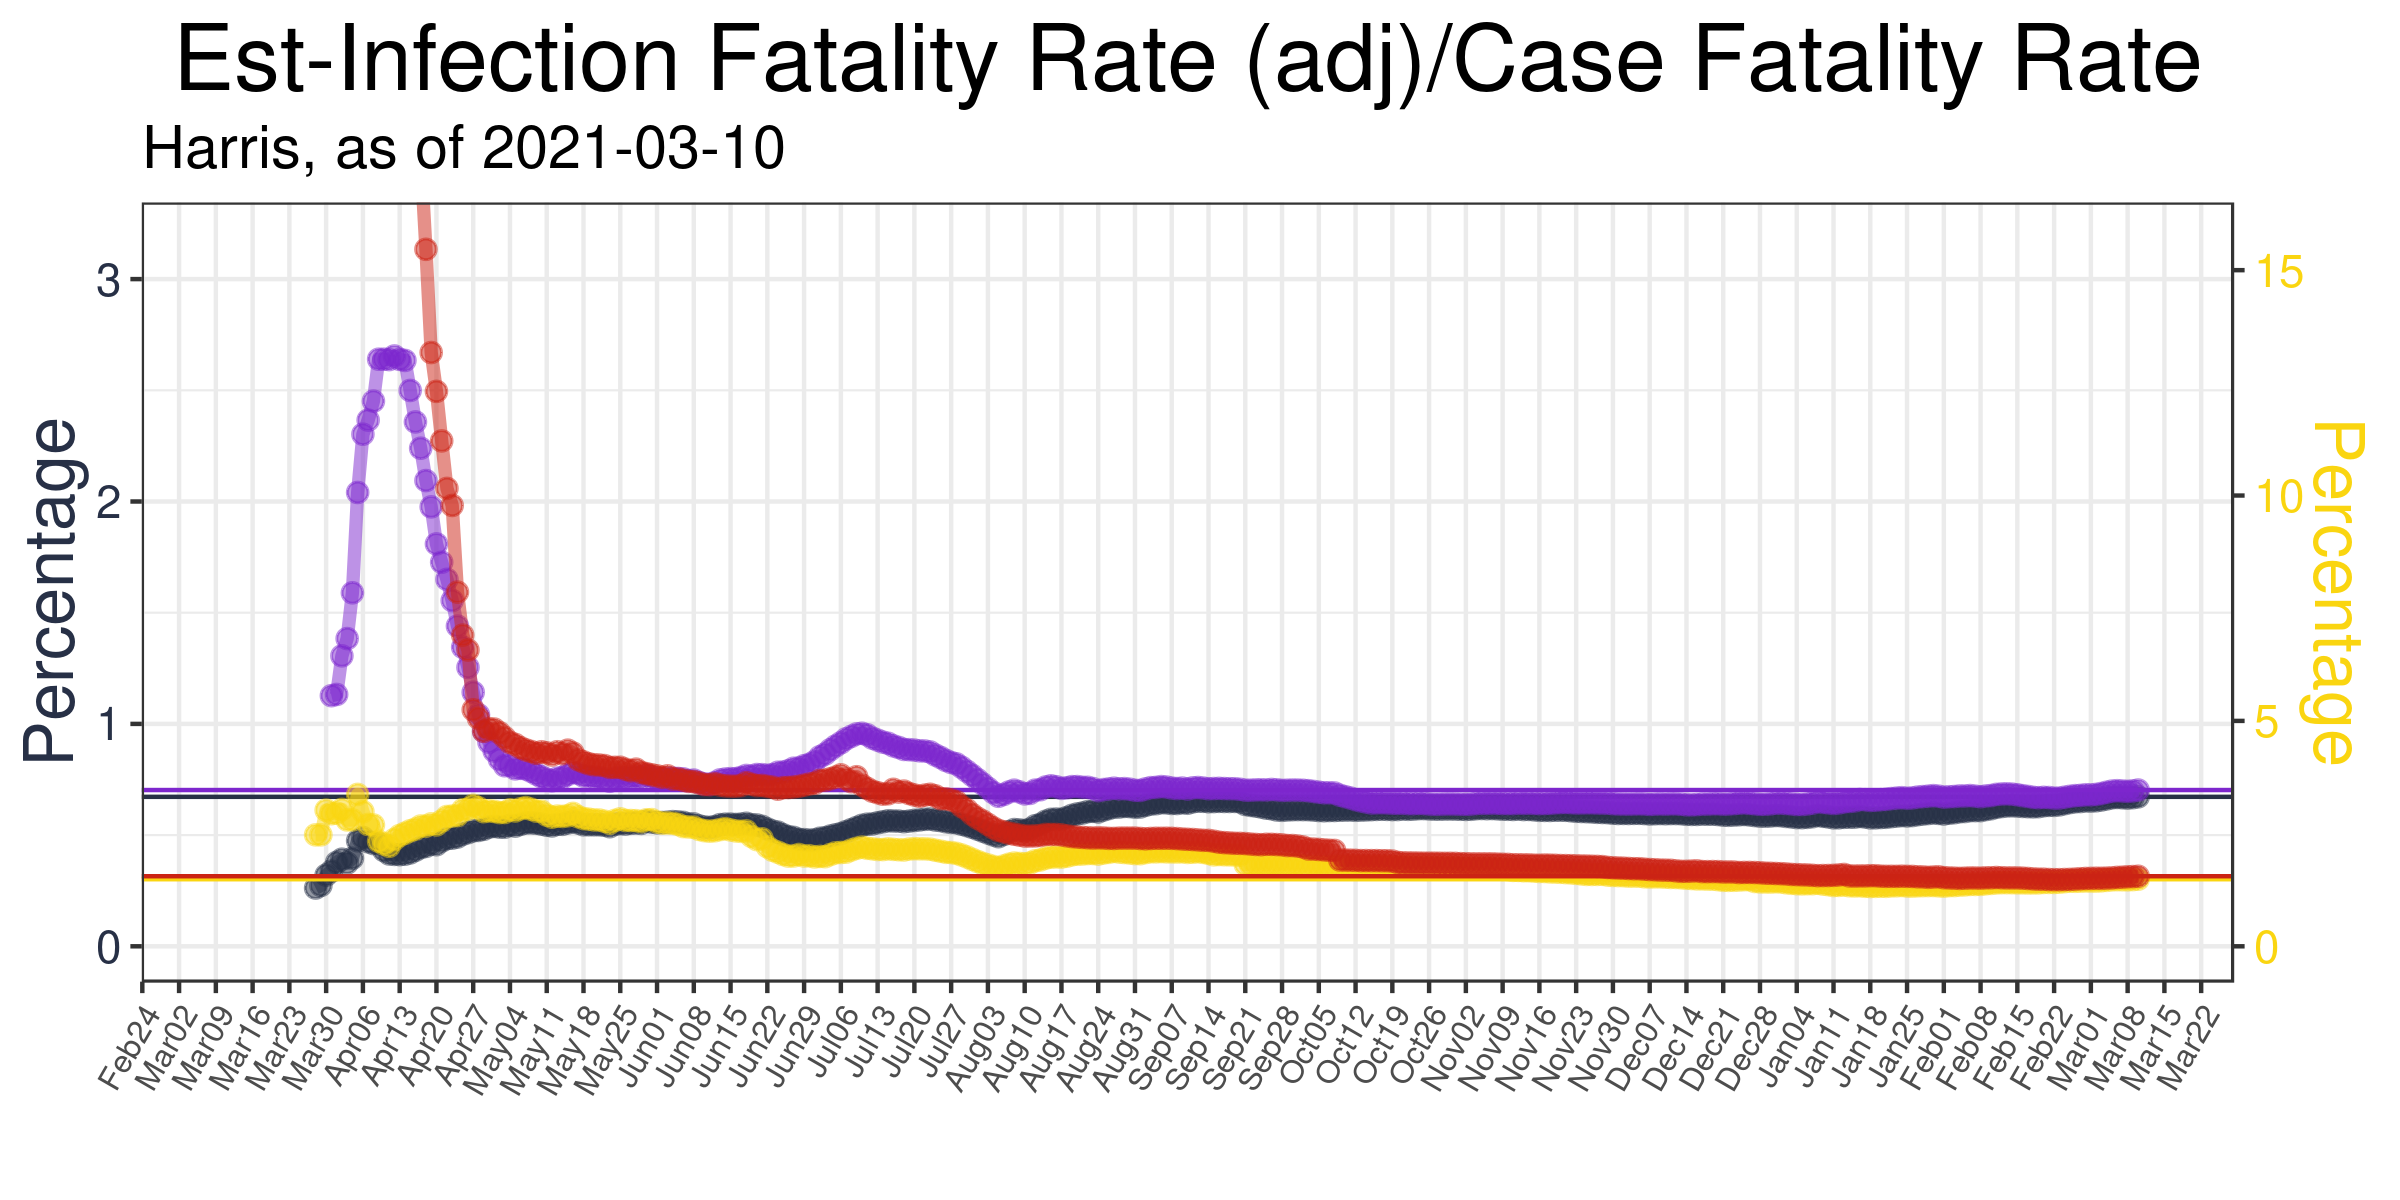 Est-Infection Fatality Rate (adj)/Case Fatality Rate
Harris, as of 2021-03-10
Percentage
3
2
1
0
15
10
5
0
Percentage
Feb24
Mar02
Mar09
Mar16
Mar23
Mar30
Apr06
Apr13
Apr20
Apr27
May04
May11
May18
May25
Jun01
Jun08
Jun15
Jun22
Jun29
Jul06
Jul13
Jul20
Jul27
Aug03
Aug10
Aug17
Aug24
Aug31
Sep07
Sep14
Sep21
Sep28
Oct05
Oct12
Oct19
Oct26
Nov02
Nov09
Nov16
Nov23
Nov30
Dec07
Dec14
Dec21
Dec28
Jan04
Jan11
Jan18
Jan25
Feb01
Feb08
Feb15
Feb22
Mar01
Mar08
Mar15
Mar22